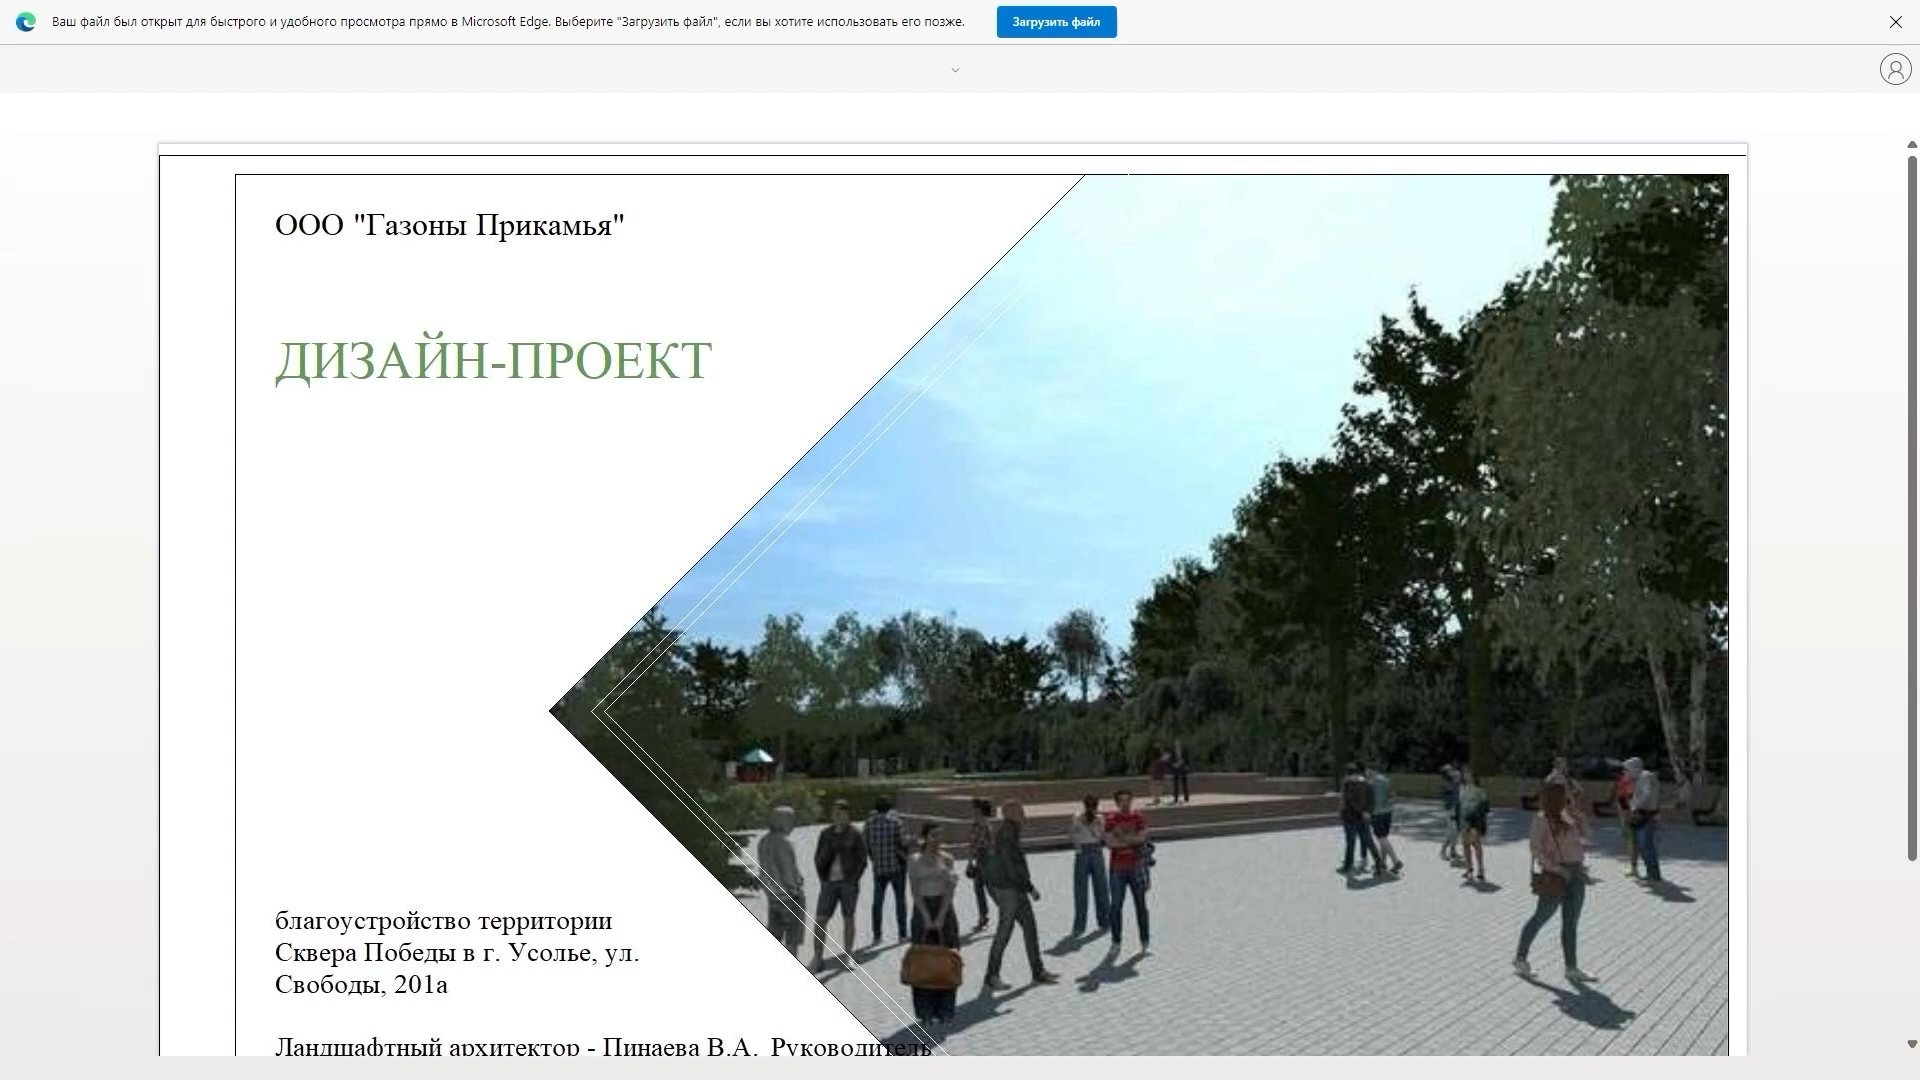 Ваш файл был открыт для быстрого и удобного просмотра прямо в Microsoft Edge. Выберите "Загрузить файл", если вы хотите использовать его позже.
Загрузить файл
ООО "Газоны Прикамья"
ДИЗАЙН-ПРОЕКТ
благоустройство территории
Сквера Победы в г. Усолье, ул.
Свободы, 201а
Ландшафтный архитектор - Пинаева В.А. Руководитель